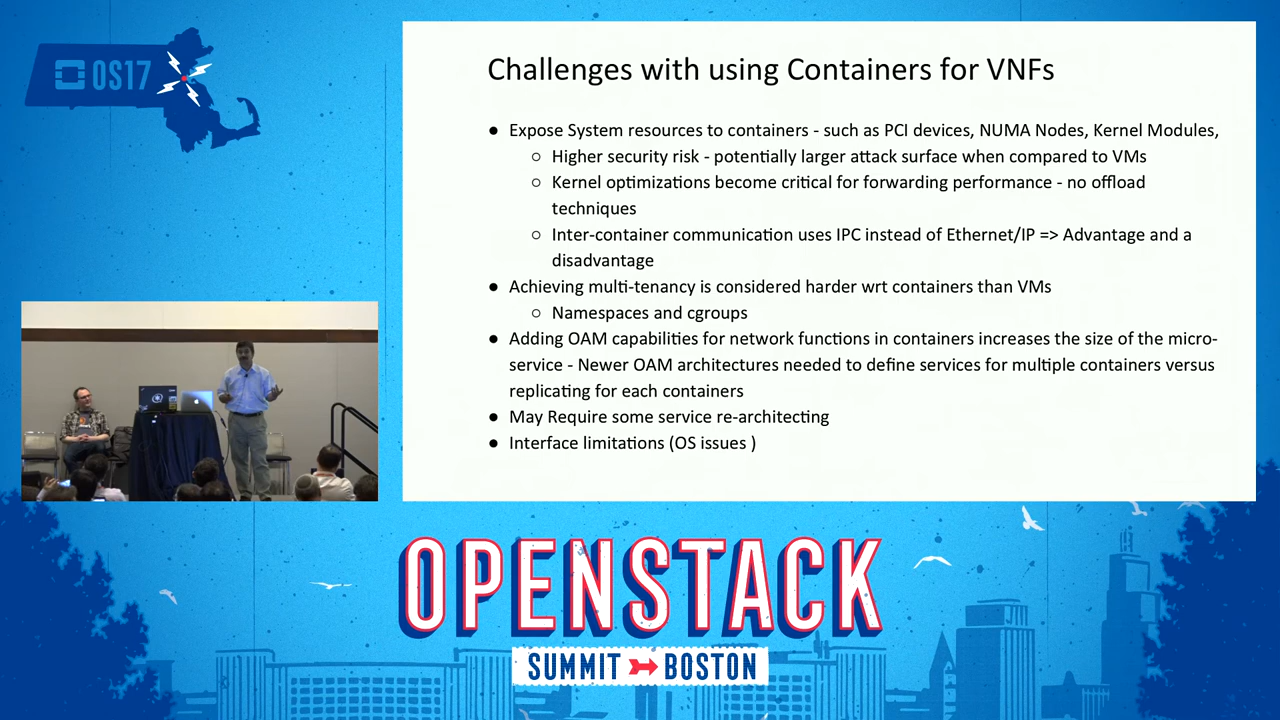 OS17
Challenges with using Containers for VNFs
● Expose System resources to containers - such as PCI devices, NUMA Nodes, Kernel Modules,
○ Higher security risk - potentially larger attack surface when compared to VMs
○ Kernel optimizations become critical for forwarding performance - no offload
techniques
○ Inter-container communication uses IPC instead of Ethernet/IP => Advantage and a
disadvantage
● Achieving multi-tenancy is considered harder wrt containers than VMs
○ Namespaces and cgroups
● Adding OAM capabilities for network functions in containers increases the size of the micro-
service - Newer OAM architectures needed to define services for multiple containers versus
replicating for each containers
● May Require some service re-architecting
● Interface limitations (OS issues )
OPENSTACK
SUMMIT BOSTON